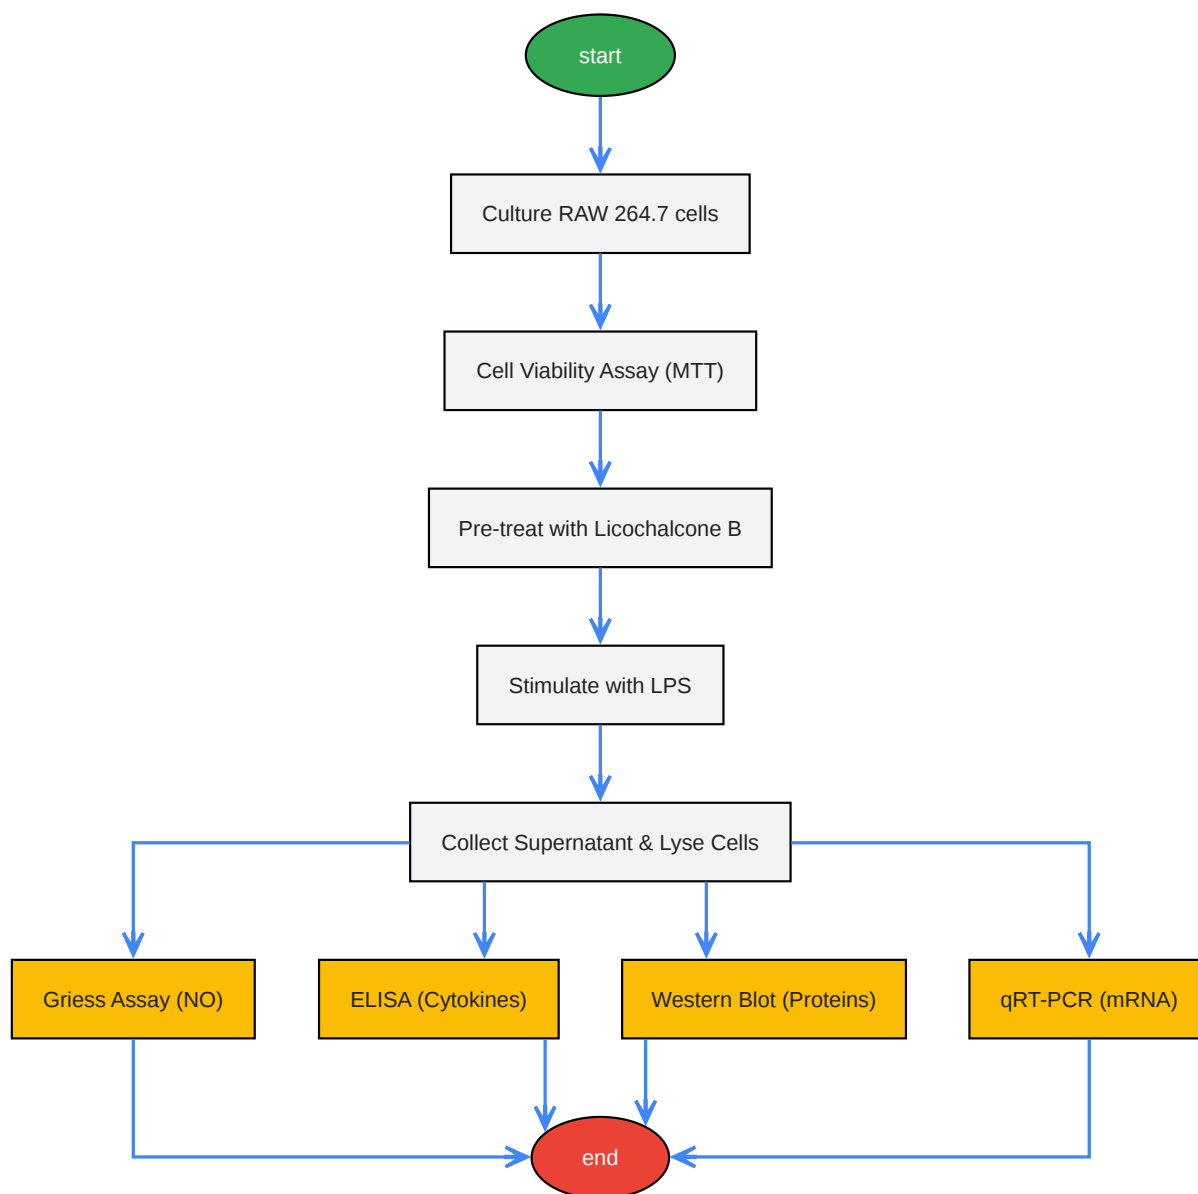 start
Culture RAW 264.7 cells
Cell Viability Assay (MTT)
Pre-treat with Licochalcone B
Stimulate with LPS
Collect Supernatant & Lyse Cells
Griess Assay (NO)
ELISA (Cytokines)
Western Blot (Proteins)
qRT-PCR (mRNA)
end